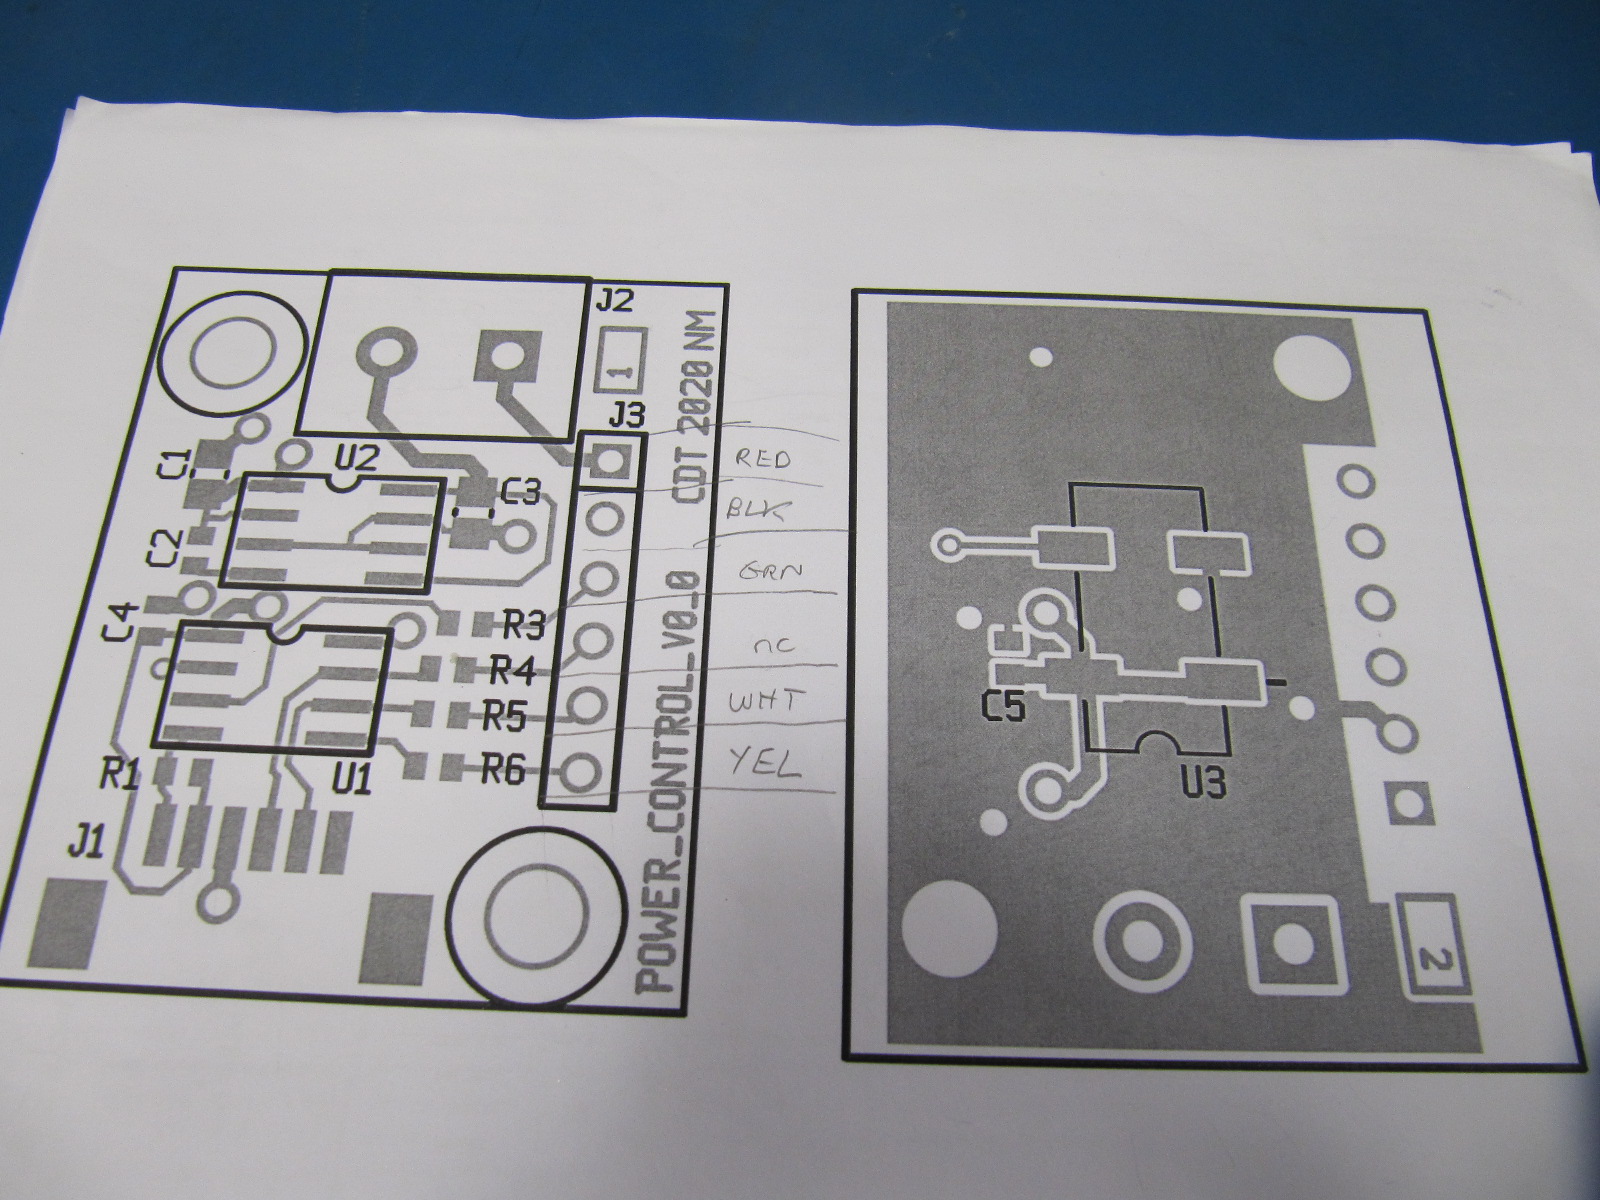 J2
1
J3
CDT 2020 NM
POWER_CONTROL_V0_0
C1
U2
C3
C2
C4
R3
R4
R5
R6
R1
U1
J1
RED
BLK
GRN
NC
WHT
YEL
C5
U3
2